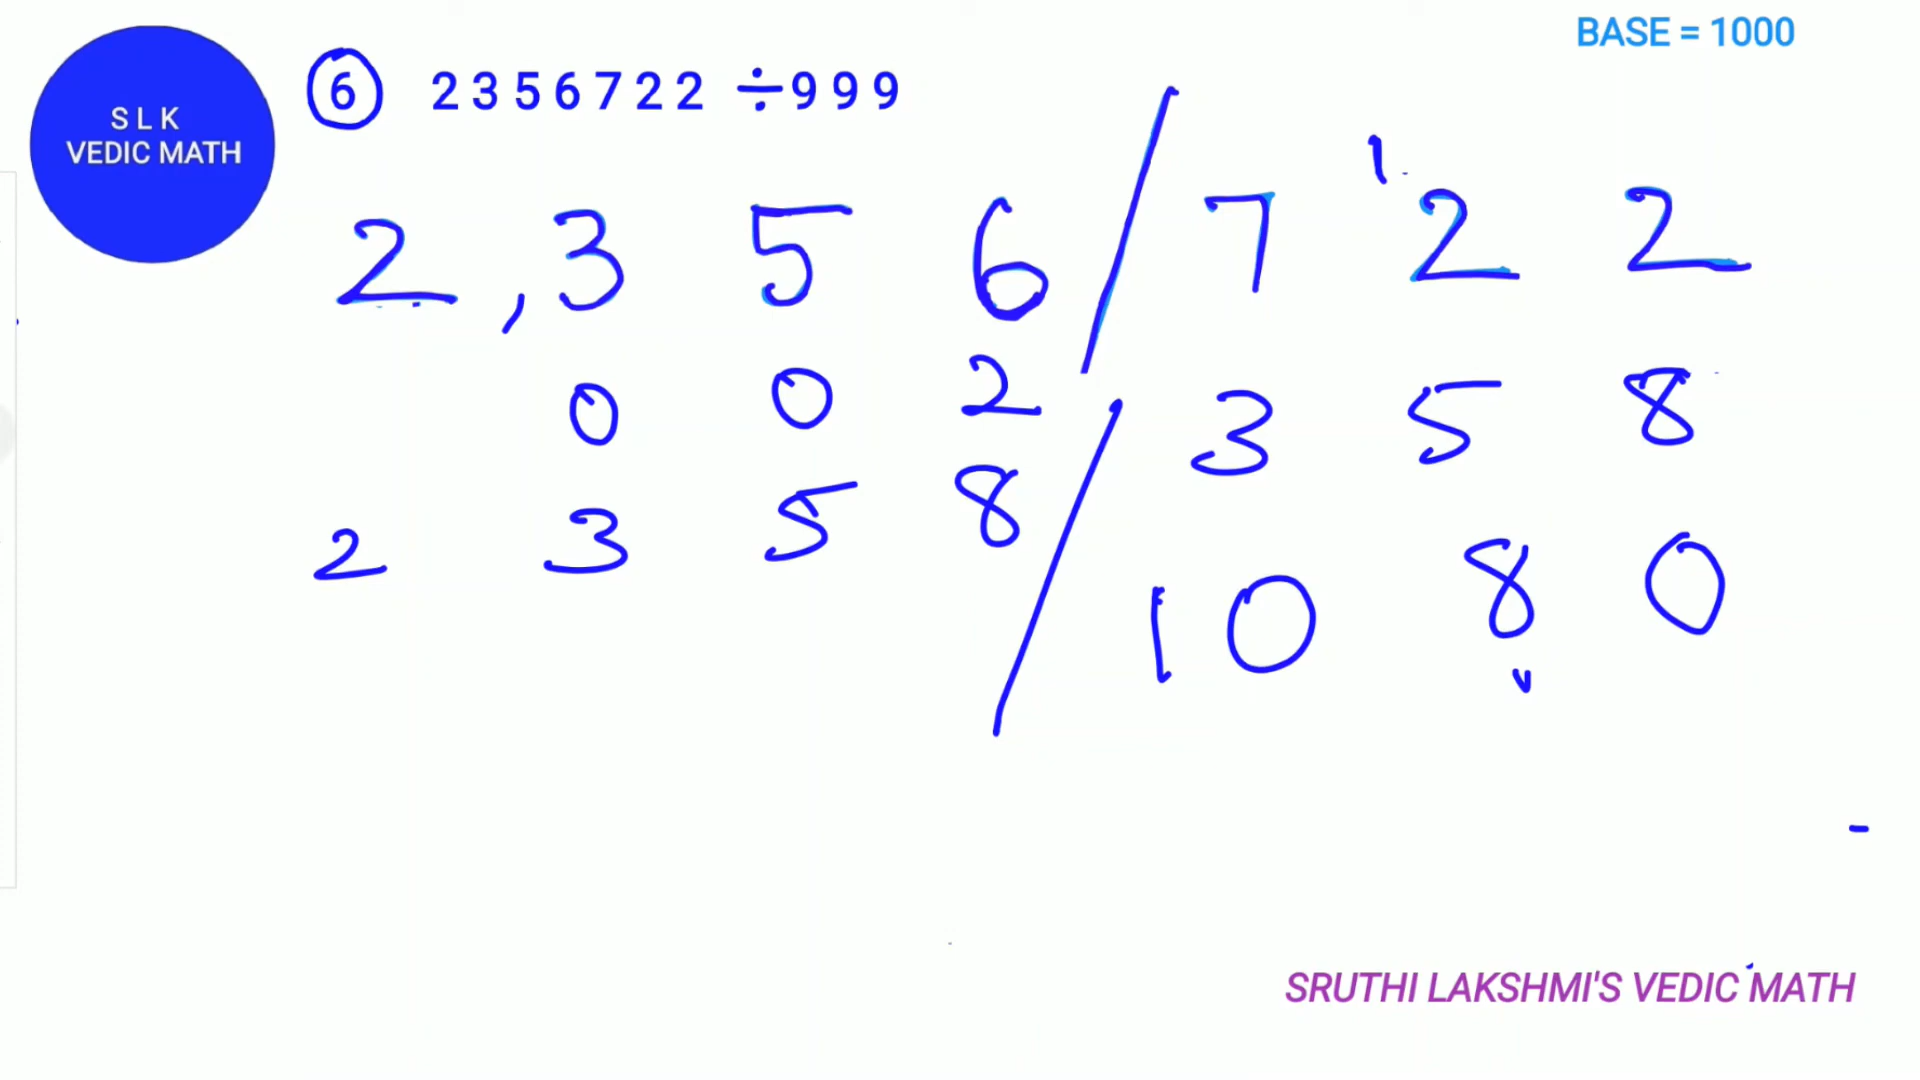 BASE = 1000
S L K
VEDIC MATH
6 2356722 ÷ 999
1
2 , 3 5 6 / 7 2 2
0 0 2 / 3 5 8
2 3 5 8 / 10 8 0
SRUTHI LAKSHMI'S VEDIC MATH